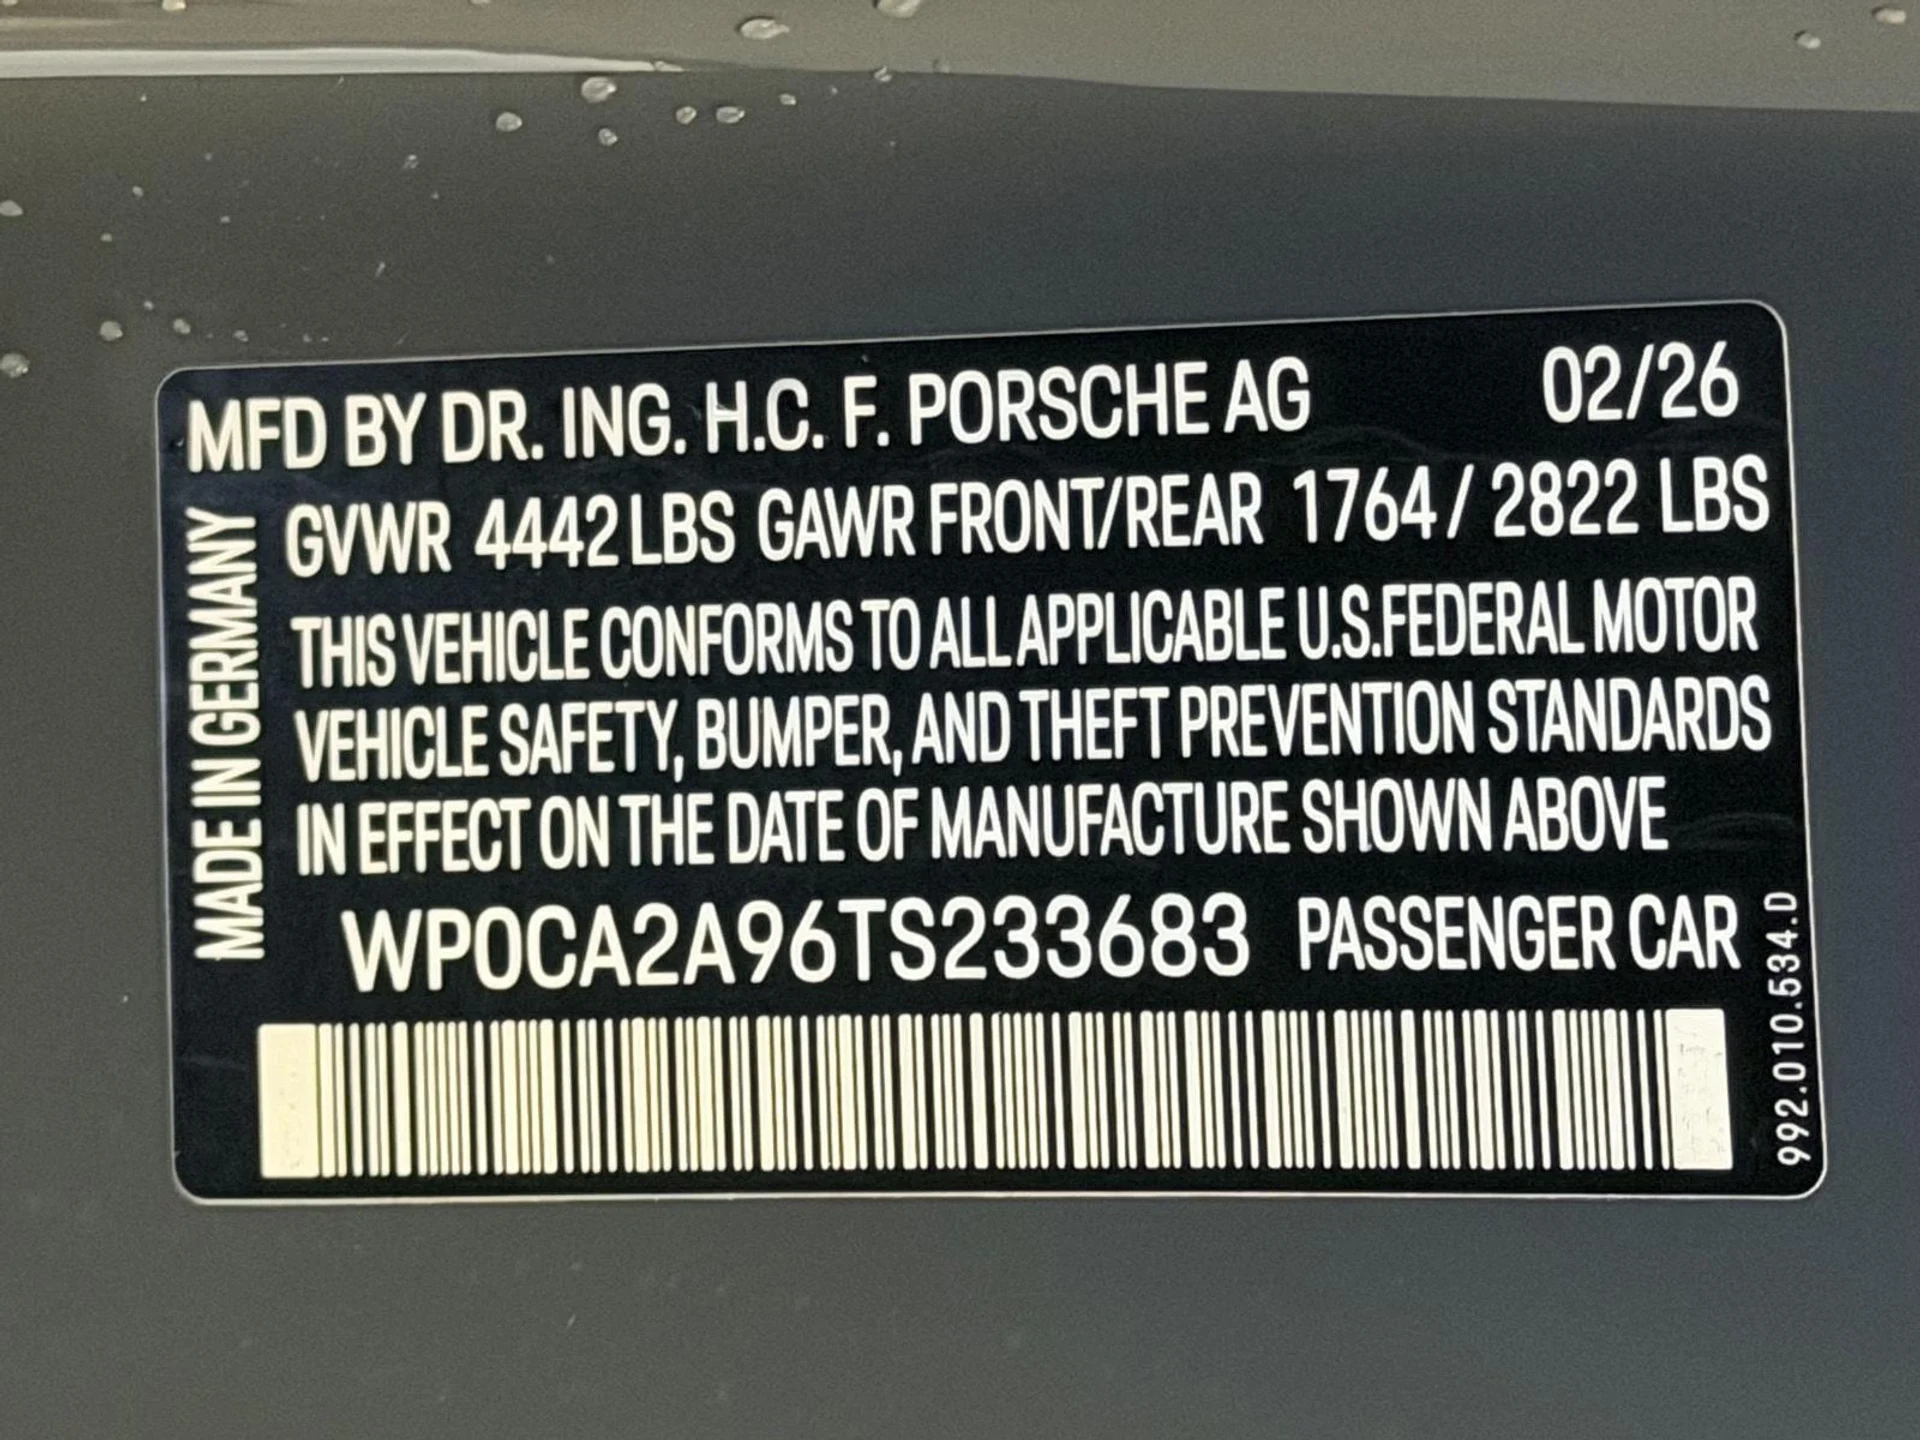 MFD BY DR. ING. H.C. F. PORSCHE AG 02/26
GVWR 4442 LBS GAWR FRONT/REAR 1764 / 2822 LBS
THIS VEHICLE CONFORMS TO ALL APPLICABLE U.S.FEDERAL MOTOR
VEHICLE SAFETY, BUMPER, AND THEFT PREVENTION STANDARDS
IN EFFECT ON THE DATE OF MANUFACTURE SHOWN ABOVE
WP0CA2A96TS233683 PASSENGER CAR
MADE IN GERMANY
992.010.534.D